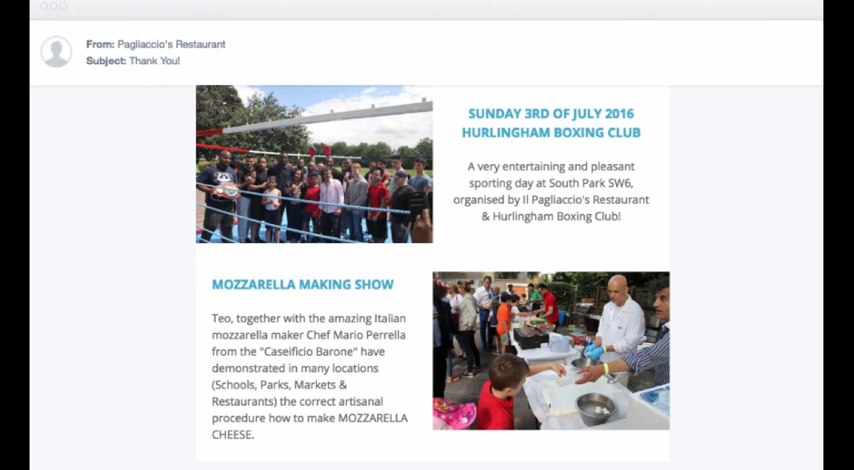 From: Pagliaccio's Restaurant
Subject: Thank You!
SUNDAY 3RD OF JULY 2016
HURLINGHAM BOXING CLUB
A very entertaining and pleasant
sporting day at South Park SW6,
organised by Il Pagliaccio's Restaurant
& Hurlingham Boxing Club!
MOZZARELLA MAKING SHOW
Teo, together with the amazing Italian
mozzarella maker Chef Mario Perrella
from the "Caseificio Barone" have
demonstrated in many locations
(Schools, Parks, Markets &
Restaurants) the correct artisanal
procedure how to make MOZZARELLA
CHEESE.